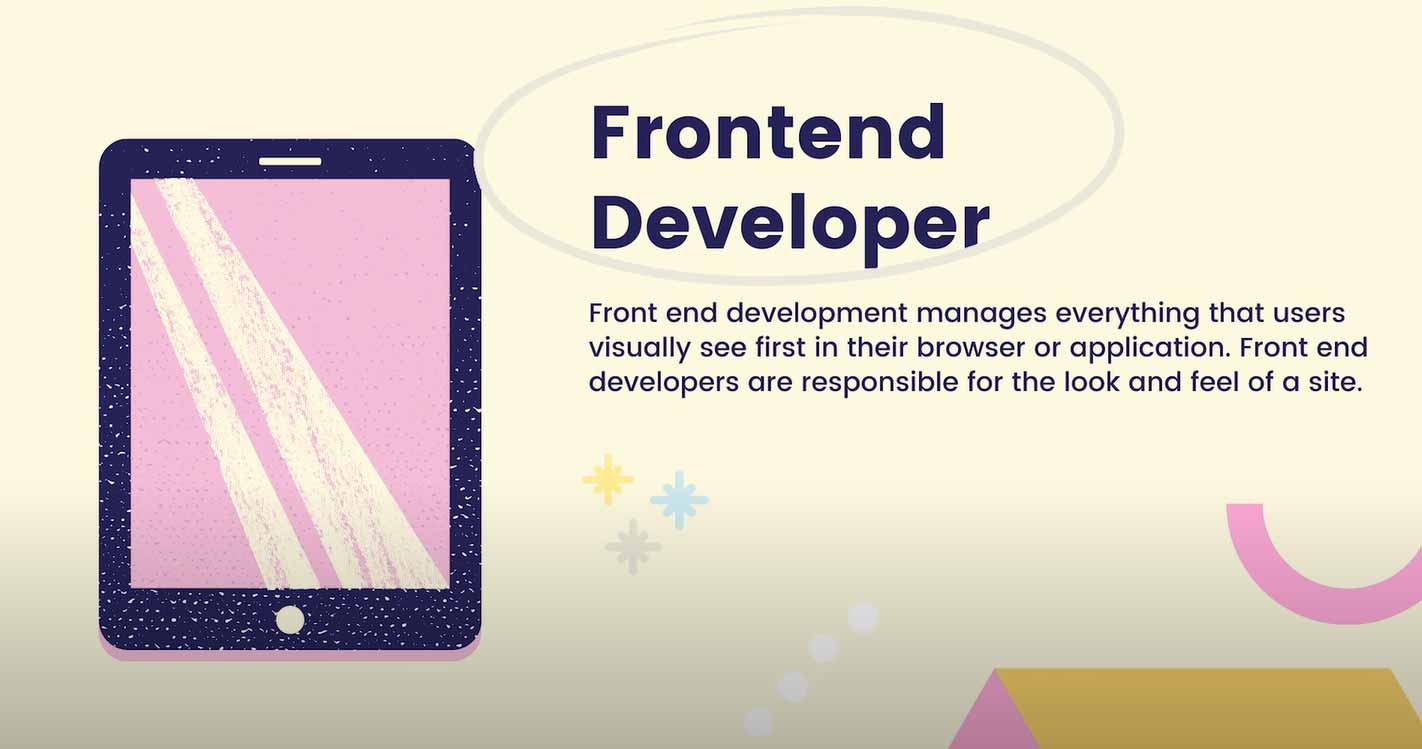 Frontend
Developer
Front end development manages everything that users
visually see first in their browser or application. Front end
developers are responsible for the look and feel of a site.